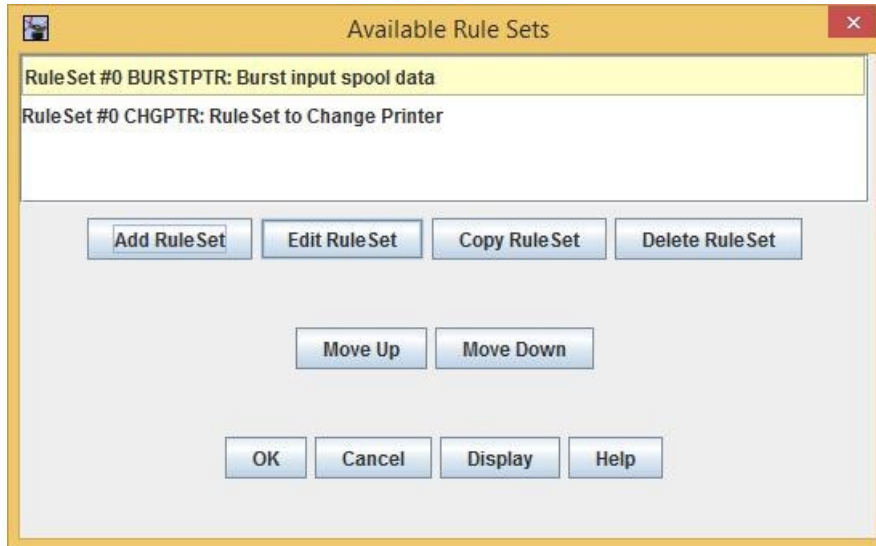 Available Rule Sets
RuleSet #0 BURSTPTR: Burst input spool data
RuleSet #0 CHGPTR: RuleSet to Change Printer
Add RuleSet Edit RuleSet Copy RuleSet Delete RuleSet
Move Up Move Down
OK Cancel Display Help